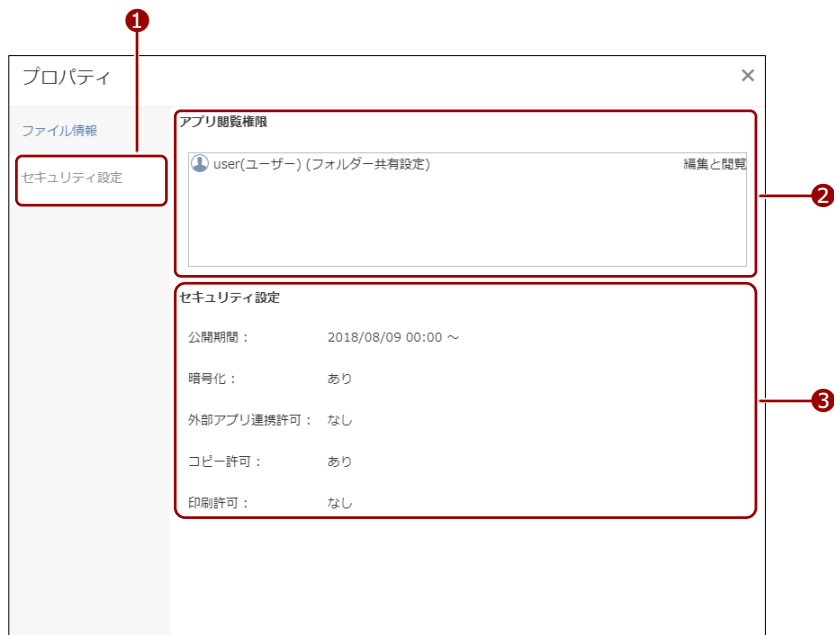 ❶
プロパティ ×
ファイル情報
セキュリティ設定
アプリ閲覧権限
user(ユーザー) (フォルダー共有設定) 編集と閲覧
❷
セキュリティ設定
公開期間： 2018/08/09 00:00 ～
暗号化： あり
外部アプリ連携許可： なし
❸
コピー許可： あり
印刷許可： なし